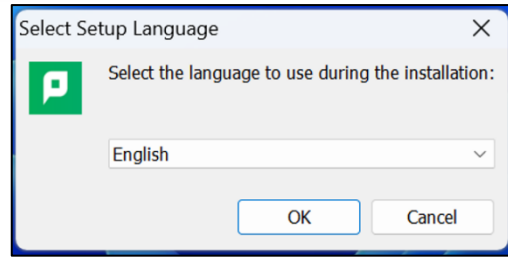 Select Setup Language
Select the language to use during the installation:
English
OK
Cancel